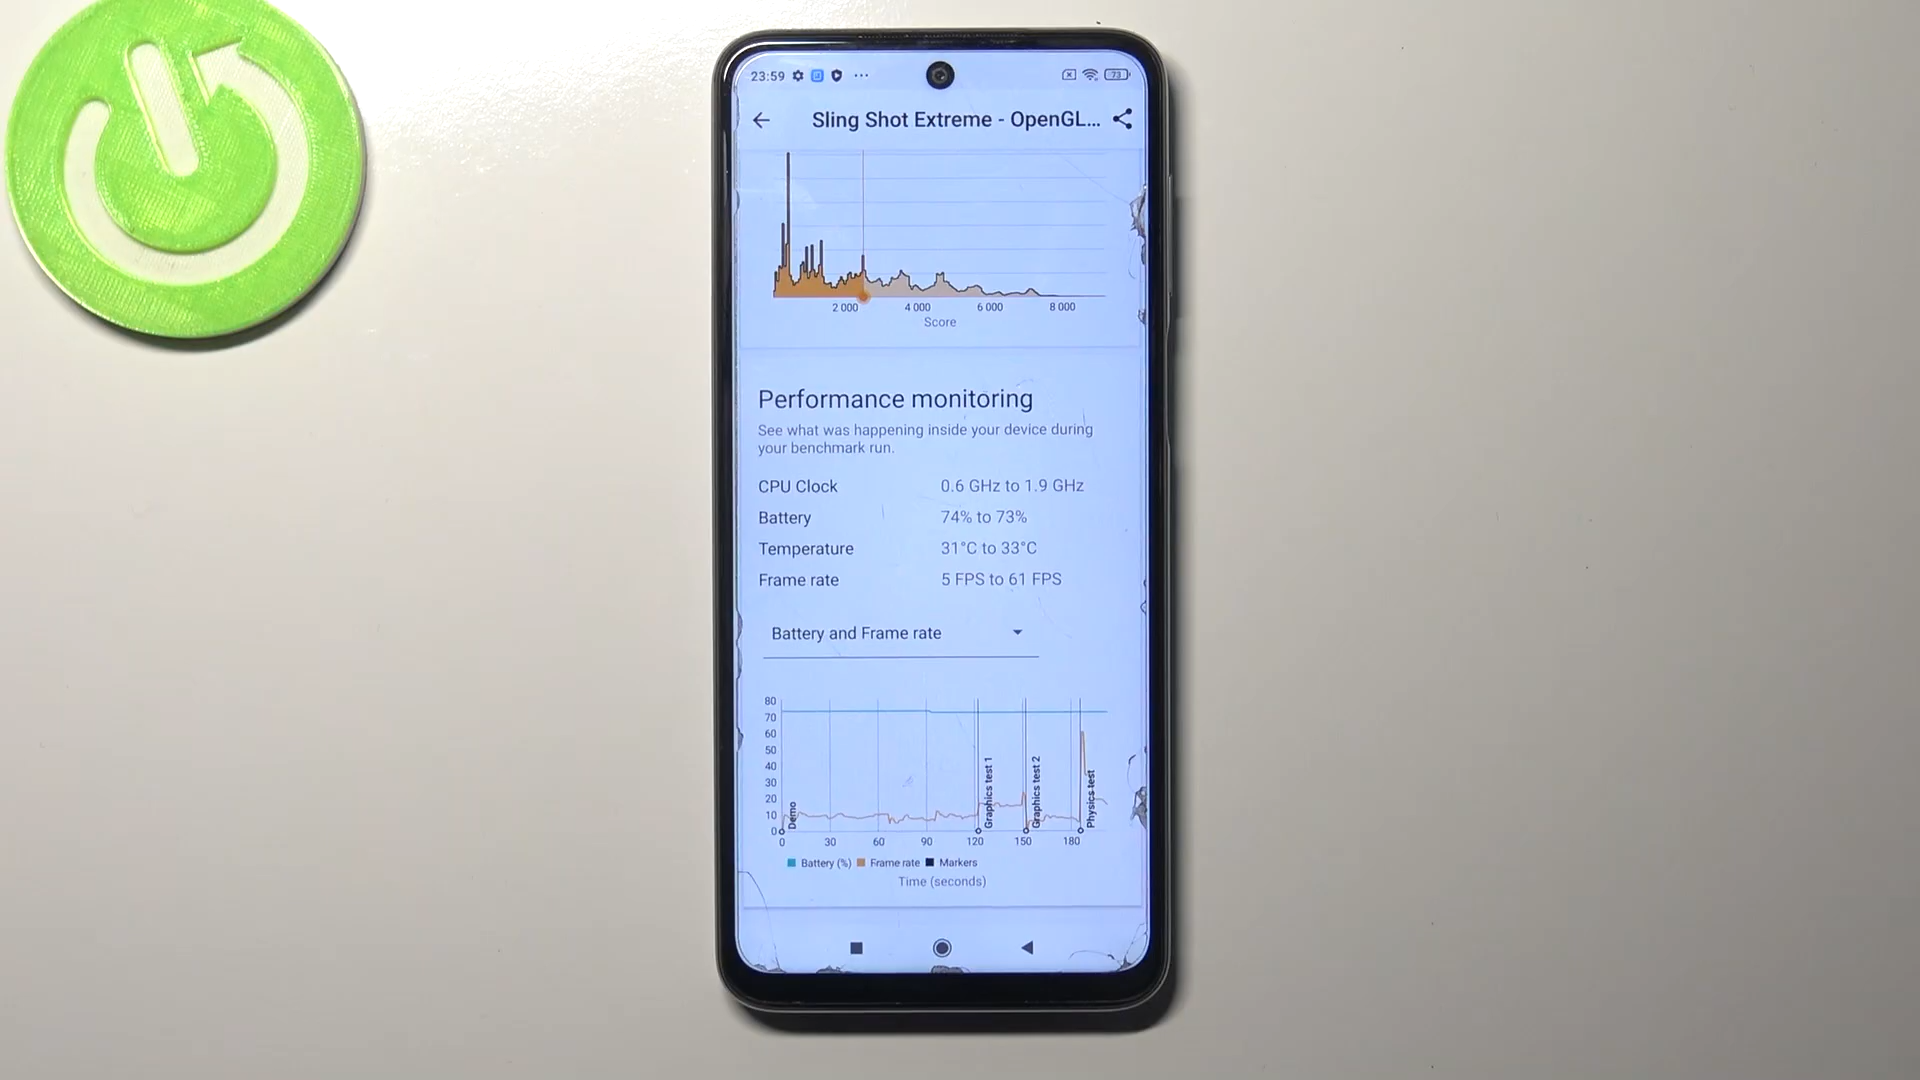 23:59
73
Sling Shot Extreme - OpenGL...
2 000 4 000 6 000 8 000
Score
Performance monitoring
See what was happening inside your device during
your benchmark run.
CPU Clock 0.6 GHz to 1.9 GHz
Battery 74% to 73%
Temperature 31°C to 33°C
Frame rate 5 FPS to 61 FPS
Battery and Frame rate
80
70
60
50
40
30
20
10
0
Demo
Graphics test 1
Graphics test 2
Physics test
0 30 60 90 120 150 180
Battery (%) Frame rate Markers
Time (seconds)